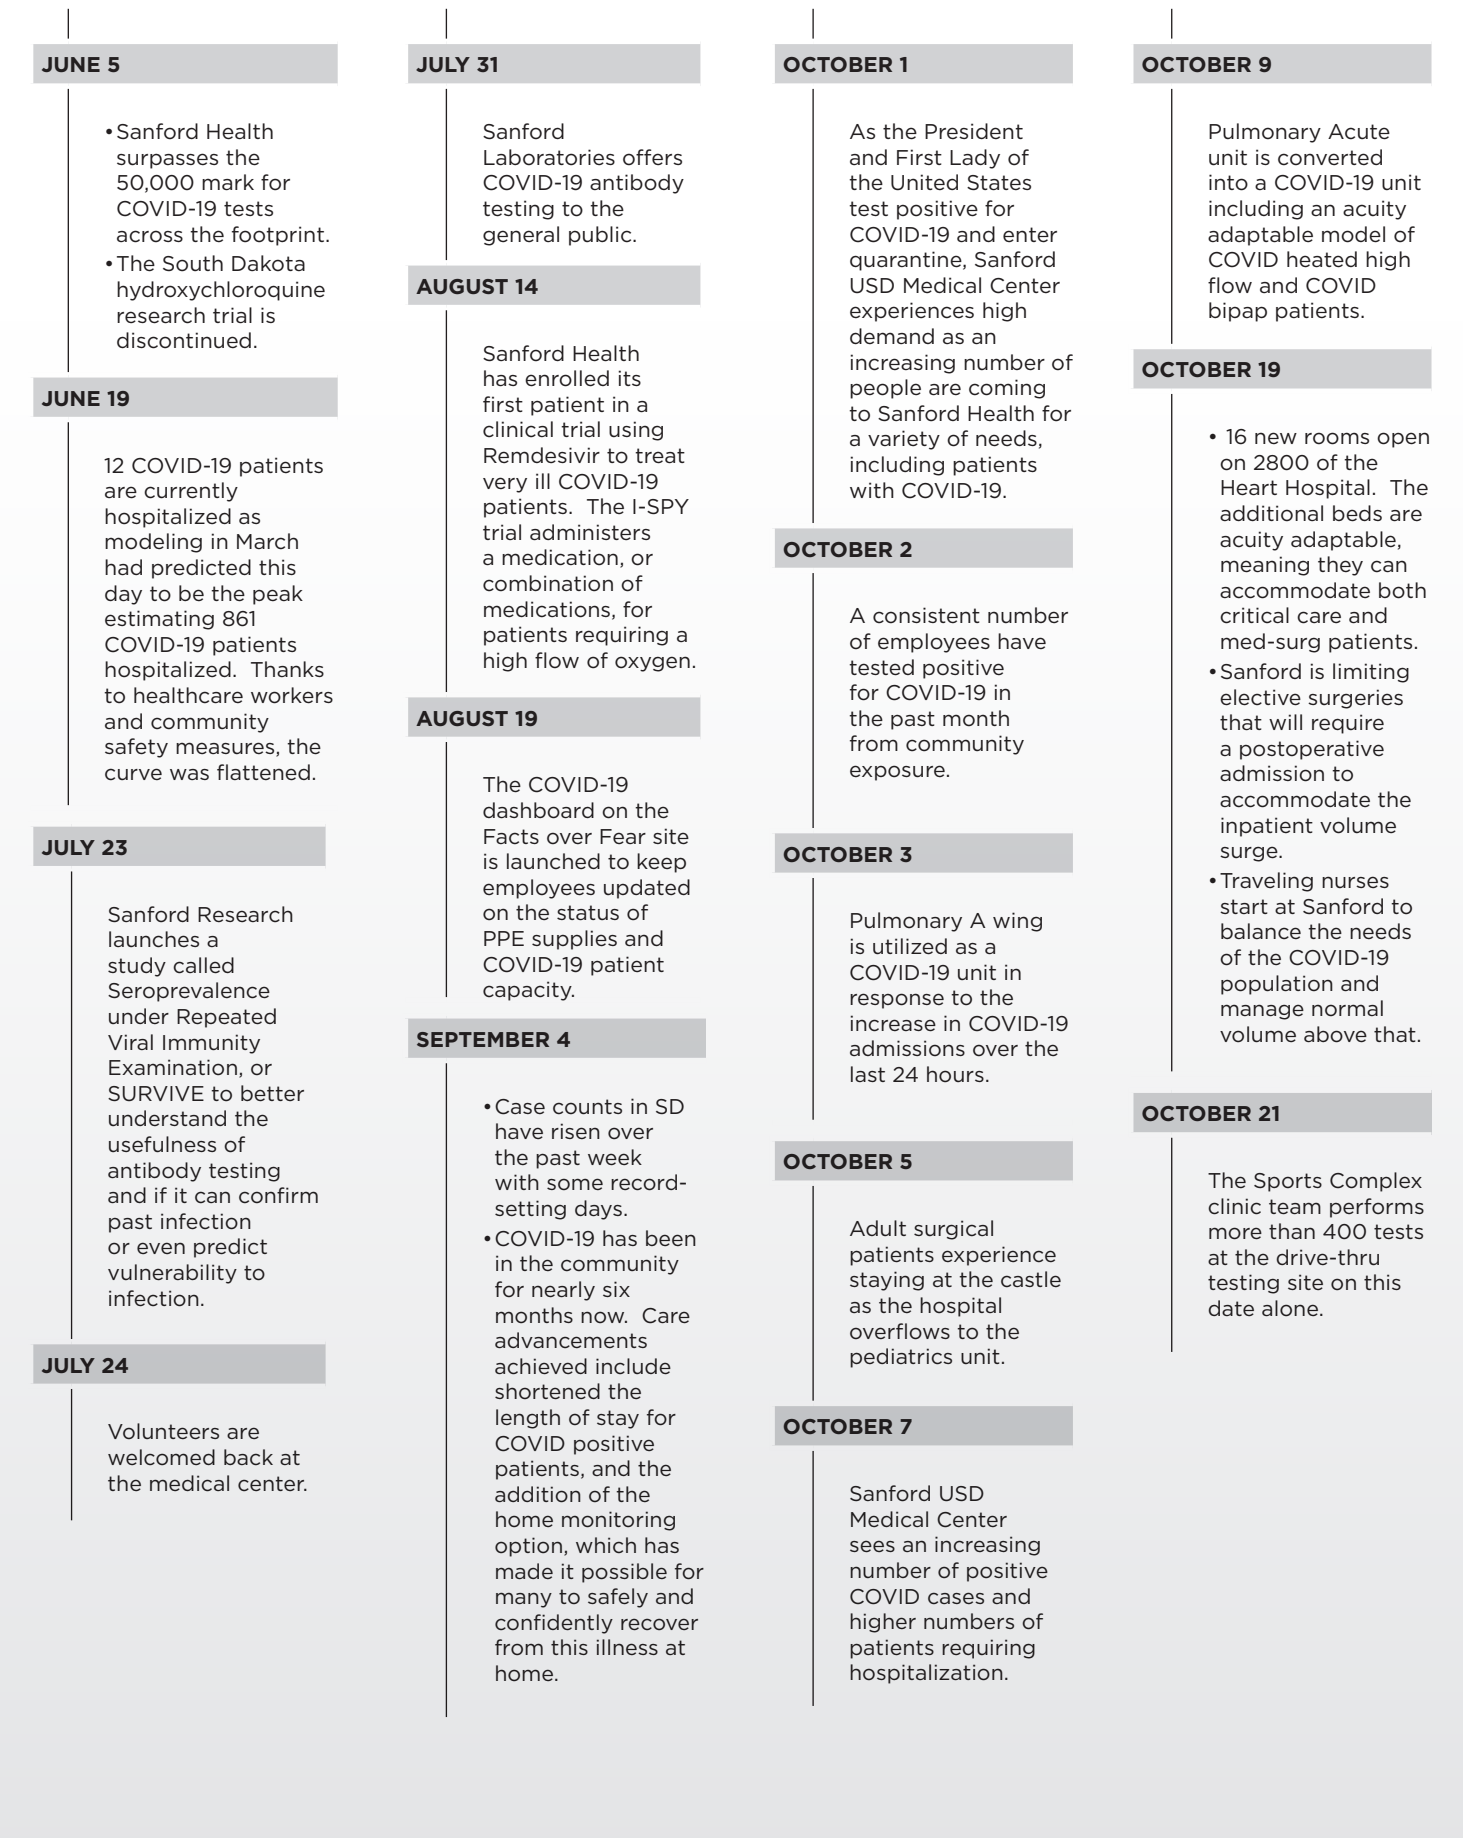 JUNE 5
•Sanford Health
surpasses the
50,000 mark for
COVID-19 tests
across the footprint.
•The South Dakota
hydroxychloroquine
research trial is
discontinued.
JUNE 19
12 COVID-19 patients
are currently
hospitalized as
modeling in March
had predicted this
day to be the peak
estimating 861
COVID-19 patients
hospitalized.  Thanks
to healthcare workers
and community
safety measures, the
curve was flattened.
JULY 23
Sanford Research
launches a
study called
Seroprevalence
under Repeated
Viral Immunity
Examination, or
SURVIVE to better
understand the
usefulness of
antibody testing
and if it can confirm
past infection
or even predict
vulnerability to
infection.
JULY 24
Volunteers are
welcomed back at
the medical center.
JULY 31
Sanford
Laboratories offers
COVID-19 antibody
testing to the
general public.
AUGUST 14
Sanford Health
has enrolled its
first patient in a
clinical trial using
Remdesivir to treat
very ill COVID-19
patients.  The I-SPY
trial administers
a medication, or
combination of
medications, for
patients requiring a
high flow of oxygen.
AUGUST 19
The COVID-19
dashboard on the
Facts over Fear site
is launched to keep
employees updated
on the status of
PPE supplies and
COVID-19 patient
capacity.
SEPTEMBER 4
•Case counts in SD
have risen over
the past week
with some record-
setting days.
•COVID-19 has been
in the community
for nearly six
months now.  Care
advancements
achieved include
shortened the
length of stay for
COVID positive
patients, and the
addition of the
home monitoring
option, which has
made it possible for
many to safely and
confidently recover
from this illness at
home.
OCTOBER 1
As the President
and First Lady of
the United States
test positive for
COVID-19 and enter
quarantine, Sanford
USD Medical Center
experiences high
demand as an
increasing number of
people are coming
to Sanford Health for
a variety of needs,
including patients
with COVID-19.
OCTOBER 2
A consistent number
of employees have
tested positive
for COVID-19 in
the past month
from community
exposure.
OCTOBER 3
Pulmonary A wing
is utilized as a
COVID-19 unit in
response to the
increase in COVID-19
admissions over the
last 24 hours.
OCTOBER 5
Adult surgical
patients experience
staying at the castle
as the hospital
overflows to the
pediatrics unit.
OCTOBER 7
Sanford USD
Medical Center
sees an increasing
number of positive
COVID cases and
higher numbers of
patients requiring
hospitalization.
OCTOBER 9
Pulmonary Acute
unit is converted
into a COVID-19 unit
including an acuity
adaptable model of
COVID heated high
flow and COVID
bipap patients.
OCTOBER 19
• 16 new rooms open
on 2800 of the
Heart Hospital.  The
additional beds are
acuity adaptable,
meaning they can
accommodate both
critical care and
med-surg patients.
•Sanford is limiting
elective surgeries
that will require
a postoperative
admission to
accommodate the
inpatient volume
surge.
•Traveling nurses
start at Sanford to
balance the needs
of the COVID-19
population and
manage normal
volume above that.
OCTOBER 21
The Sports Complex
clinic team performs
more than 400 tests
at the drive-thru
testing site on this
date alone.